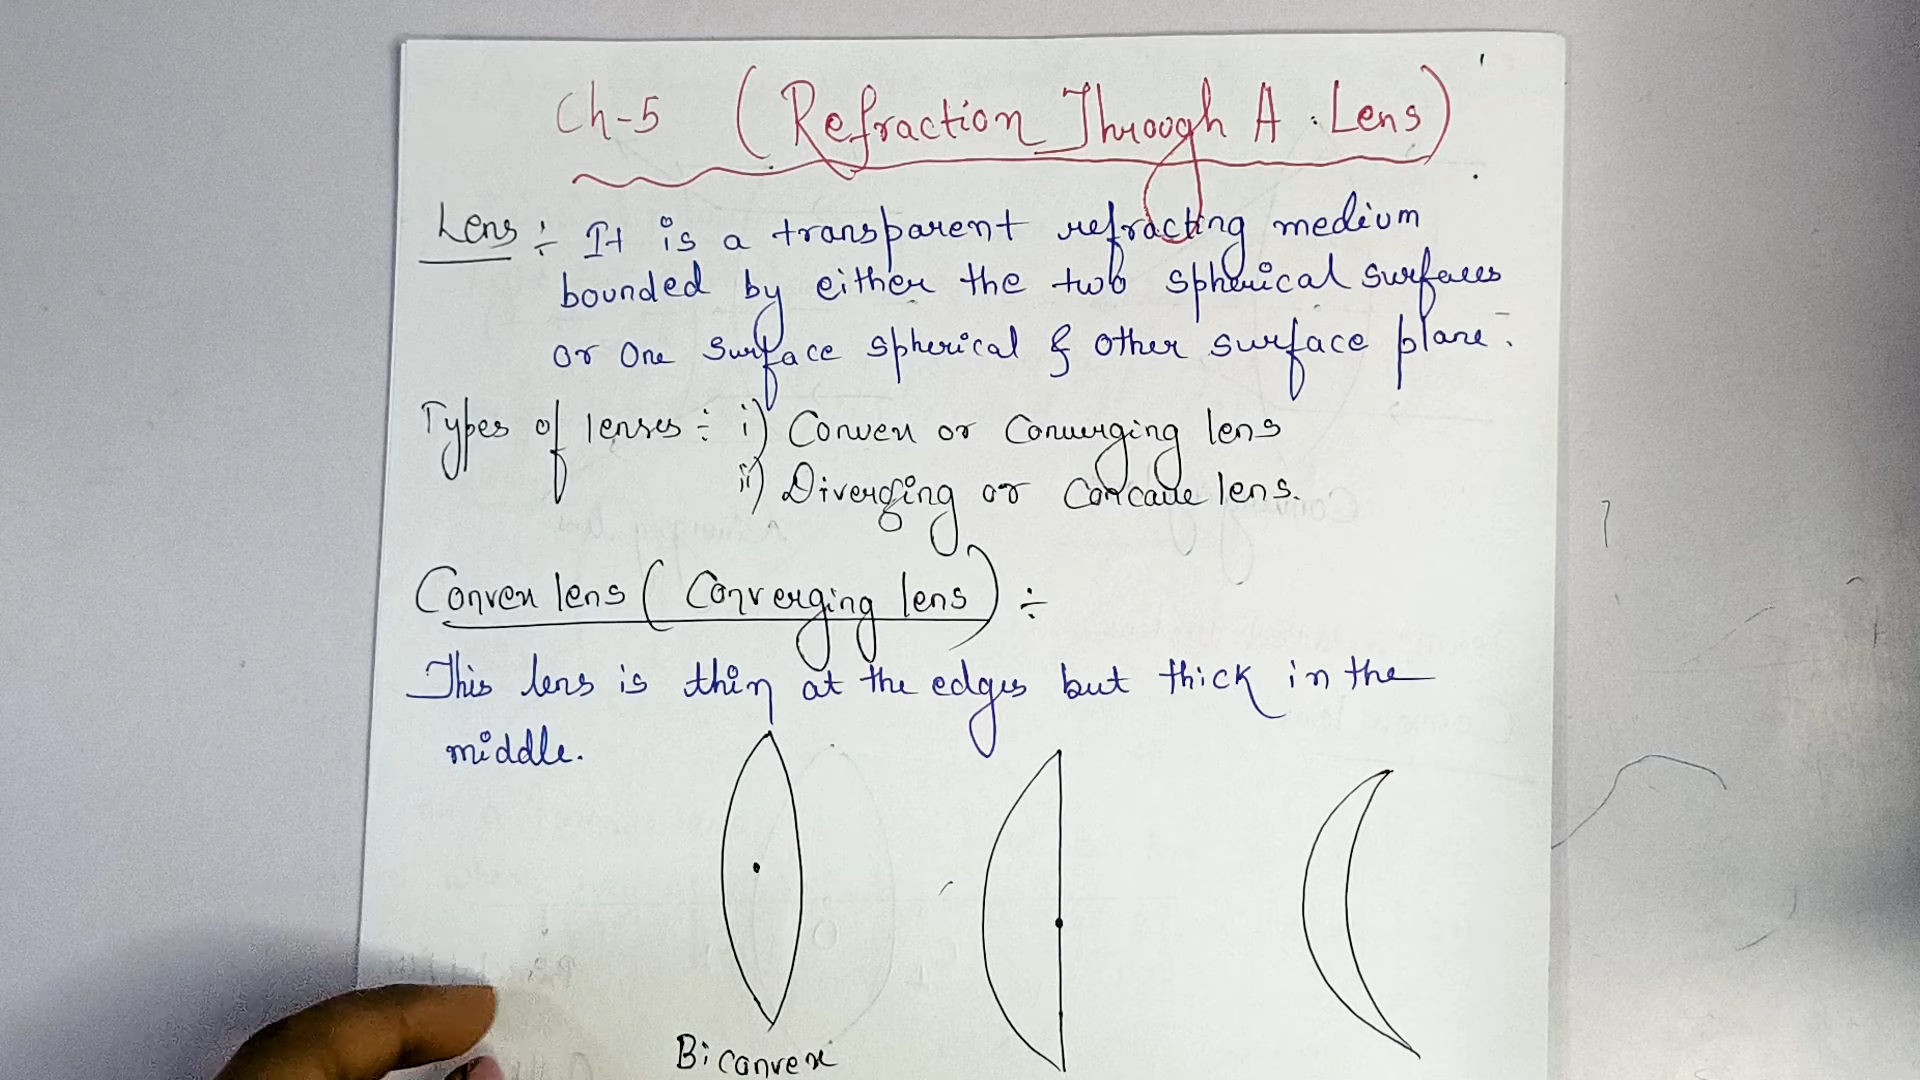 Ch-5 (Refraction Through A Lens)
Lens ÷ It is a transparent refracting medium
bounded by either the two spherical surfaces
or One Surface spherical & other surface plane.
Types of lenses ÷ i) Convex or Converging lens
ii) Diverging or Concave lens.
Convex lens (Converging lens) ÷
This lens is thin at the edges but thick in the
middle.
Biconvex